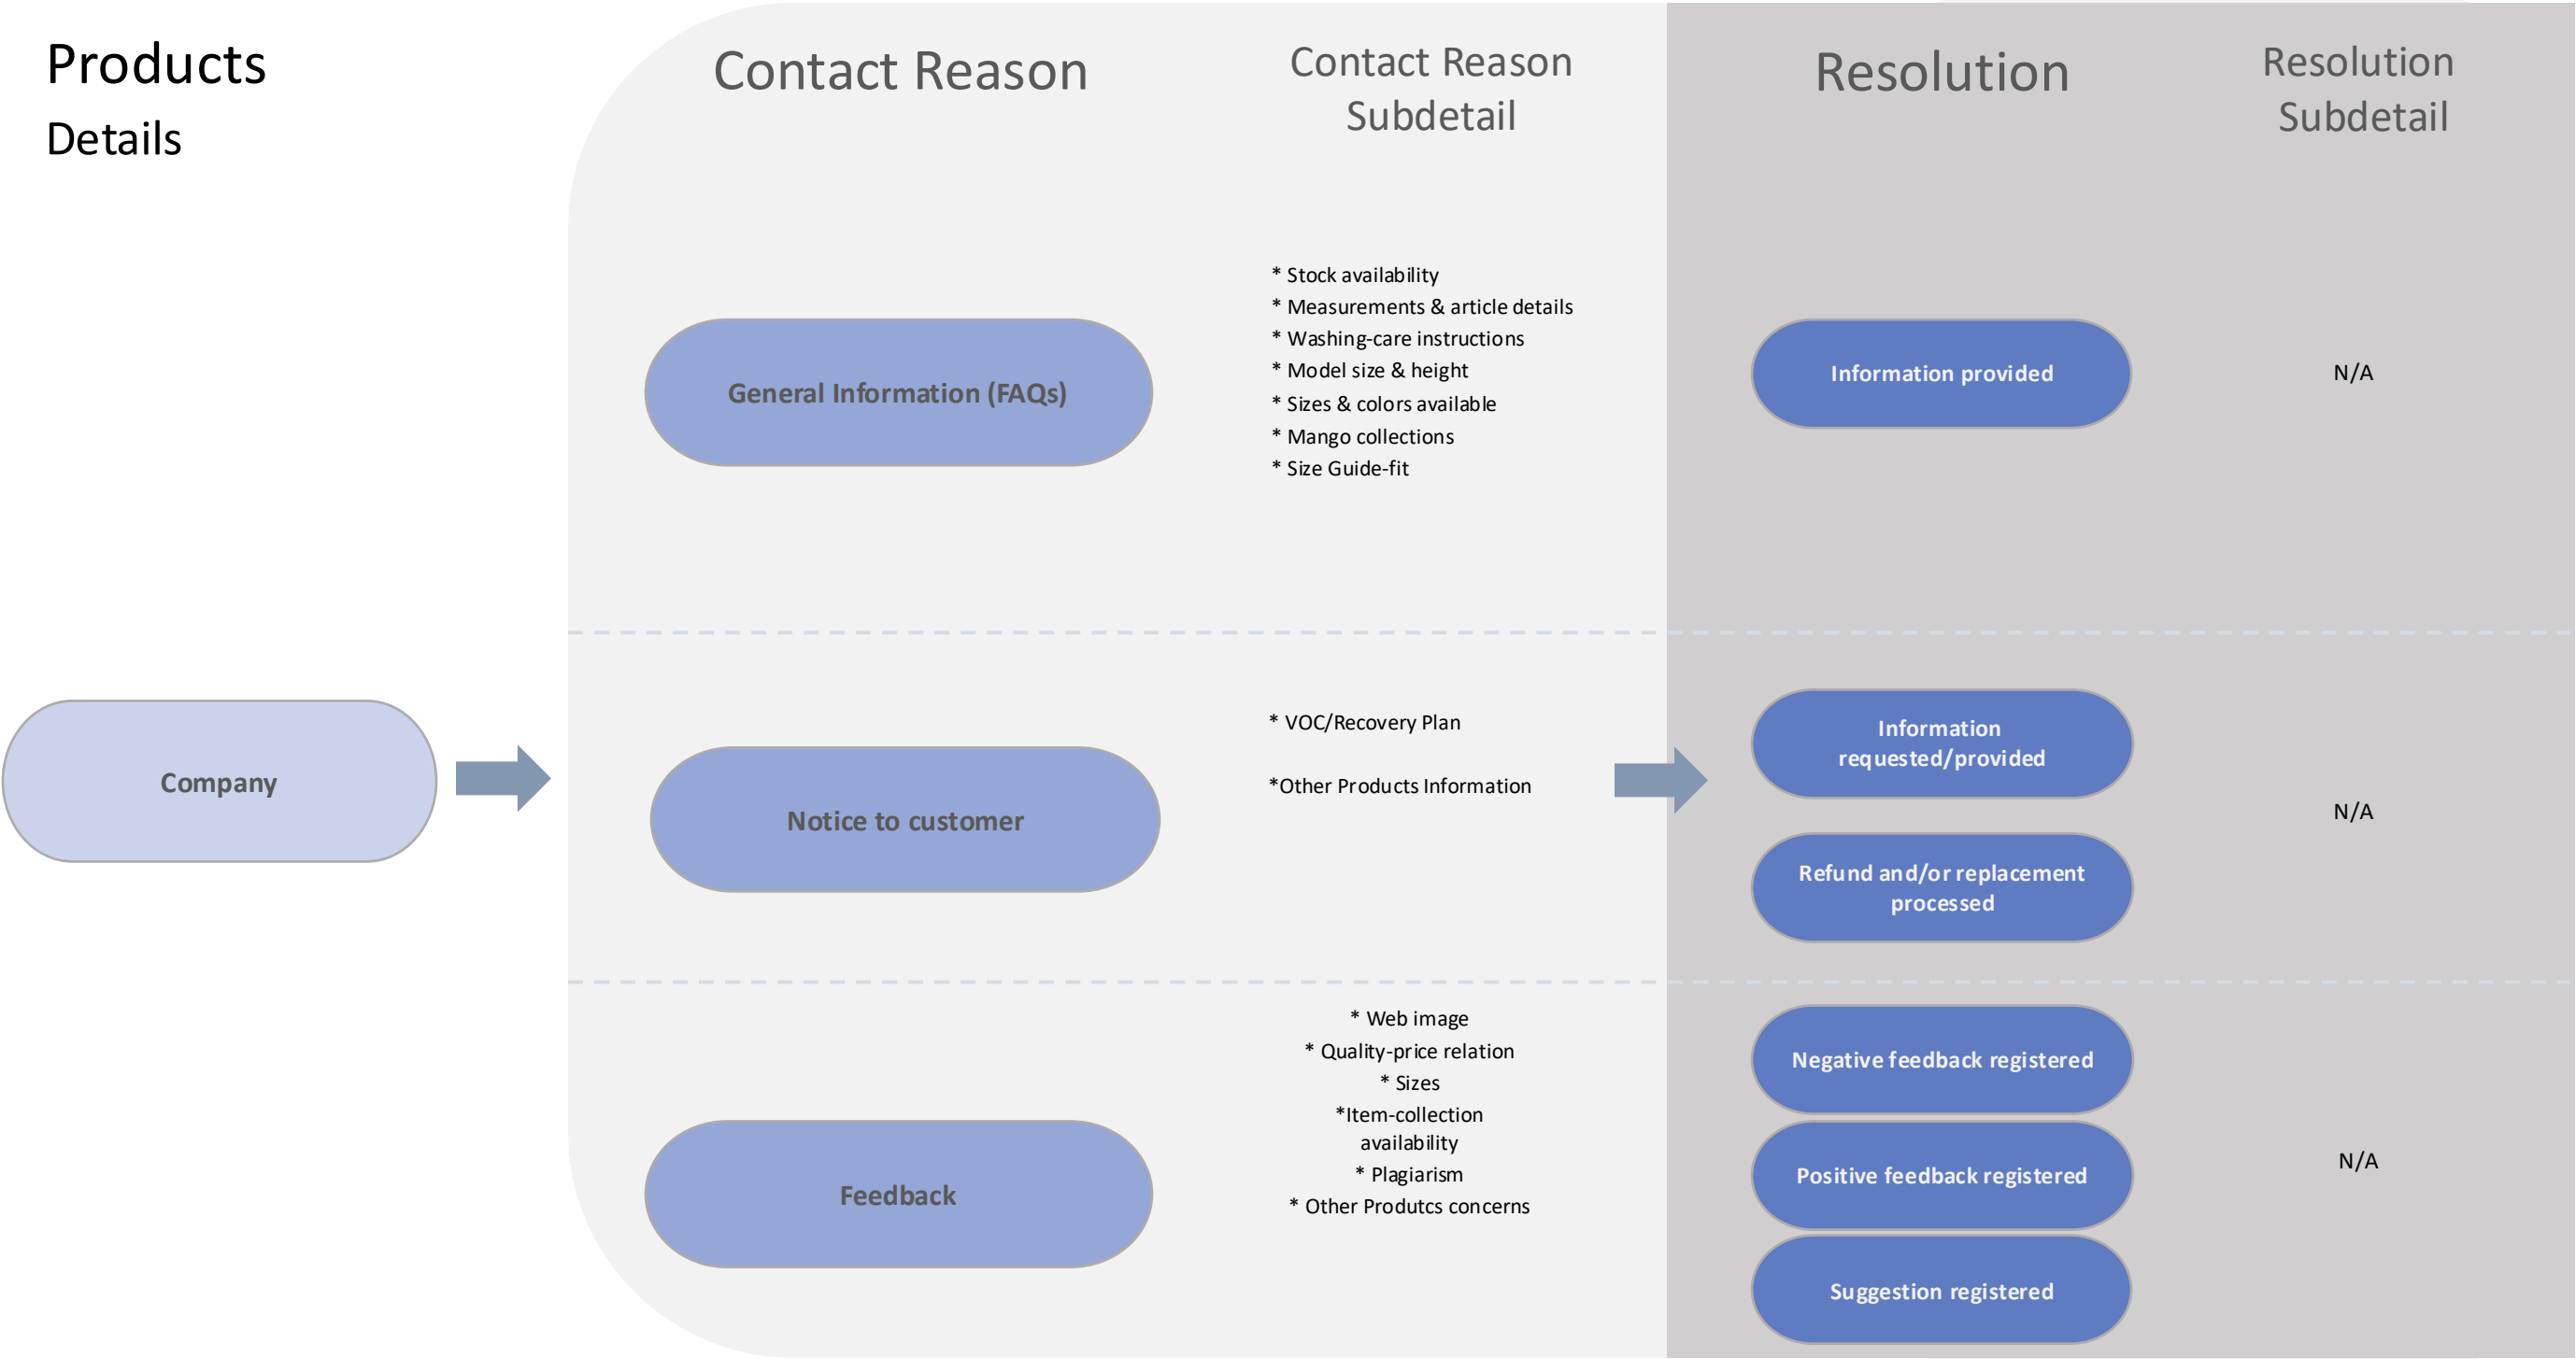 Products
Details
Contact Reason
Contact Reason
Subdetail
Resolution
Resolution
Subdetail
* Stock availability
* Measurements & article details
* Washing-care instructions
* Model size & height
* Sizes & colors available
* Mango collections
* Size Guide-fit
General Information (FAQs)
Information provided
N/A
Company
Notice to customer
* VOC/Recovery Plan
*Other Products Information
Information
requested/provided
Refund and/or replacement
processed
N/A
Feedback
* Web image
* Quality-price relation
* Sizes
*Item-collection
availability
* Plagiarism
* Other Produtcs concerns
Negative feedback registered
Positive feedback registered
Suggestion registered
N/A